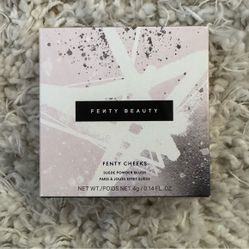 FENTY BEAUTY
FENTY CHEEKS
SUEDE POWDER BLUSH
FARD À JOUES EFFET SUÈDE
NET WT./POIDS NET 4g / 0.14 FL. OZ.